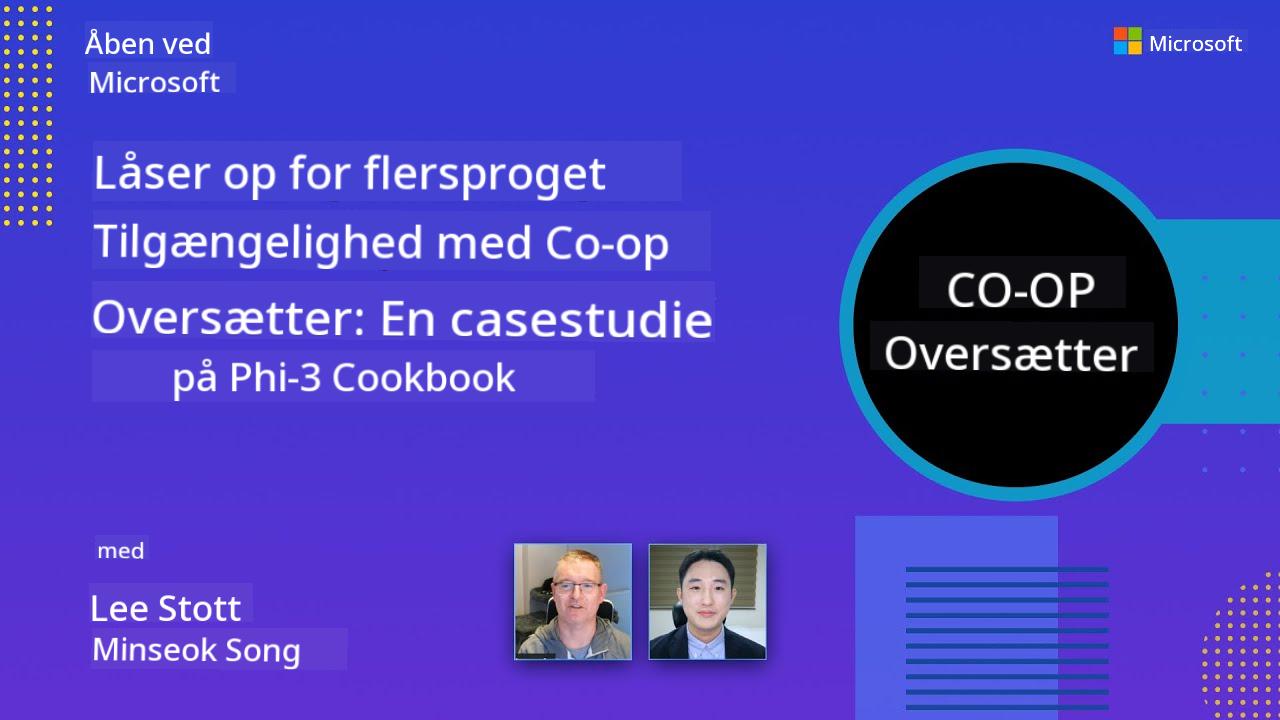 Åben ved
Microsoft
Microsoft
Låser op for flersproget
Tilgængelighed med Co-op
Oversætter: En casestudie
på Phi-3 Cookbook
CO-OP
Oversætter
med
Lee Stott
Minseok Song